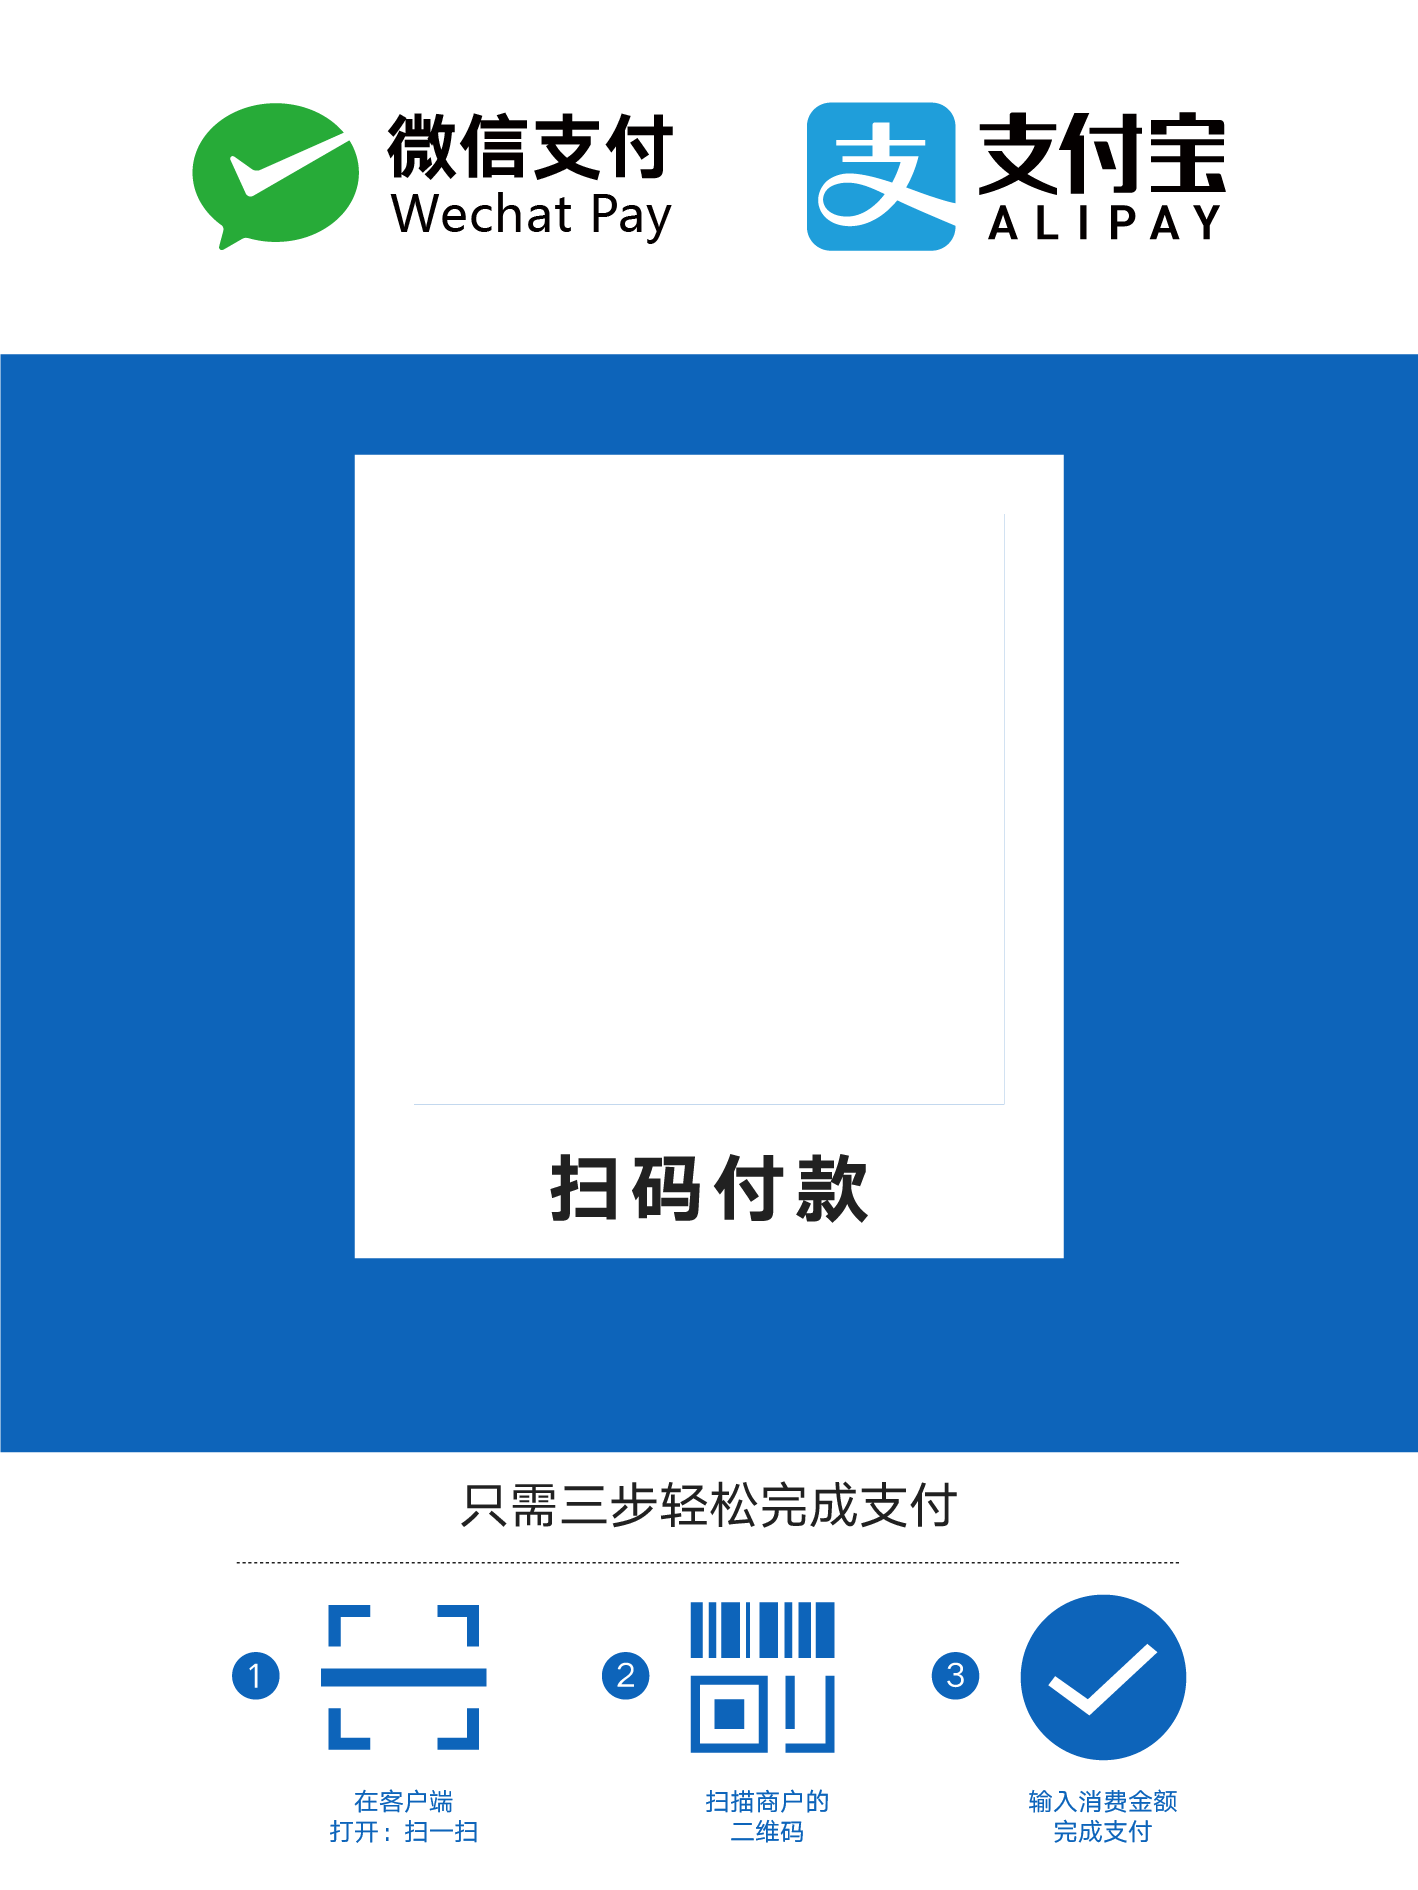 微信支付
Wechat Pay
支
支付宝
ALIPAY
扫码付款
只需三步轻松完成支付
1
在客户端
打开：扫一扫
2
扫描商户的
二维码
3
输入消费金额
完成支付